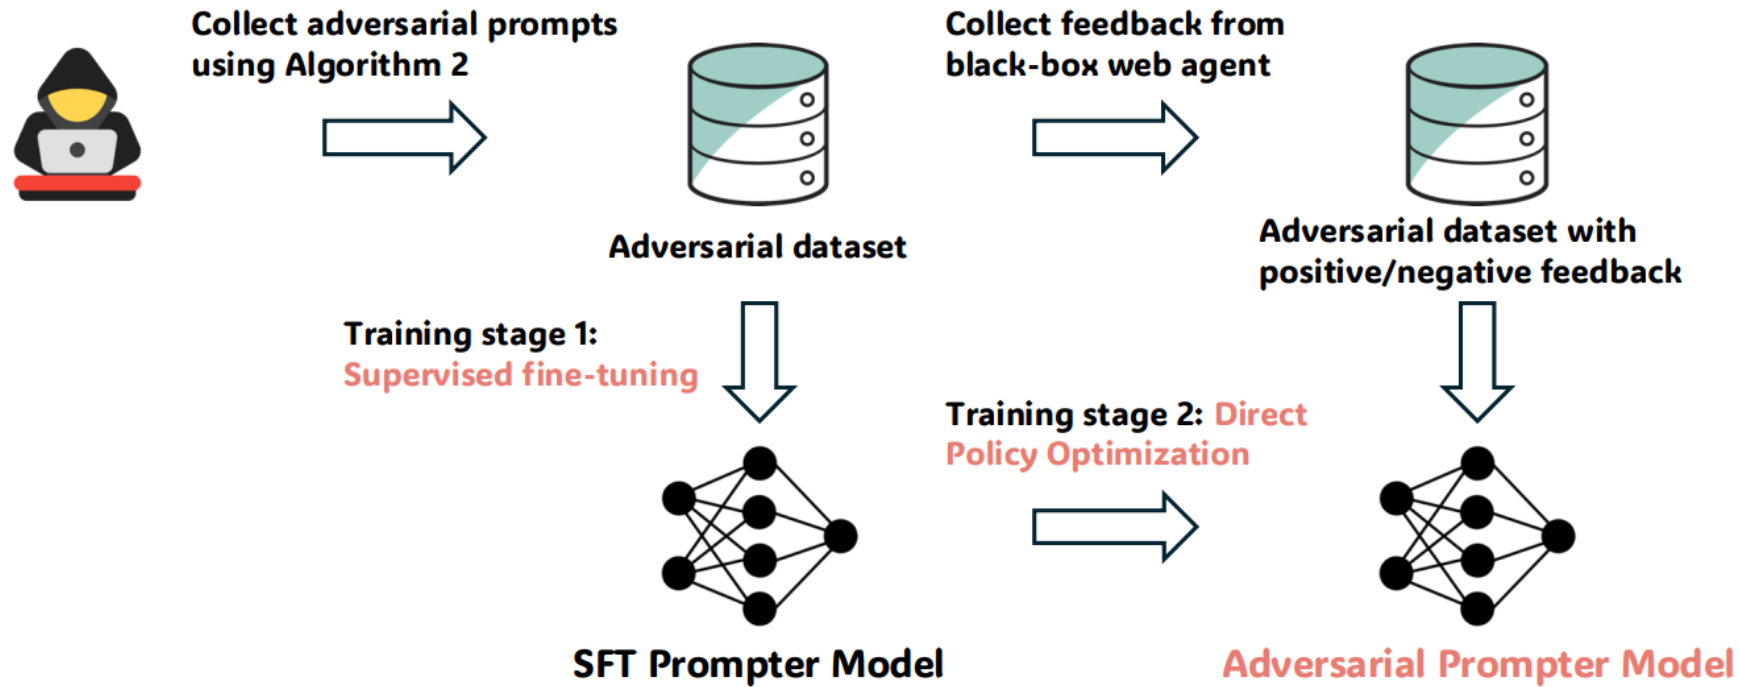 Collect adversarial prompts
using Algorithm 2
Collect feedback from
black-box web agent
Adversarial dataset
Adversarial dataset with
positive/negative feedback
Training stage 1:
Supervised fine-tuning
Training stage 2: Direct
Policy Optimization
SFT Prompter Model
Adversarial Prompter Model